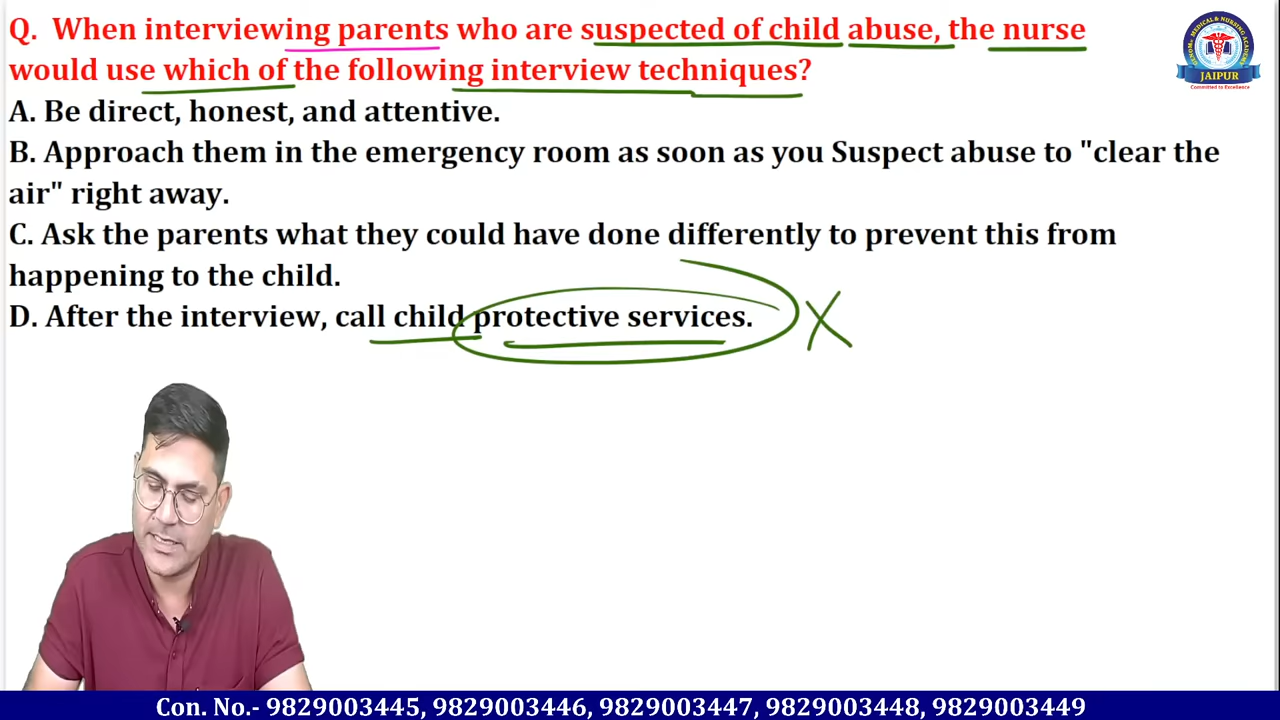 Q. When interviewing parents who are suspected of child abuse, the nurse
would use which of the following interview techniques?
A. Be direct, honest, and attentive.
B. Approach them in the emergency room as soon as you Suspect abuse to "clear the
air" right away.
C. Ask the parents what they could have done differently to prevent this from
happening to the child.
D. After the interview, call child protective services.
X
JAIPUR
Committed to Excellence
Con. No.- 9829003445, 9829003446, 9829003447, 9829003448, 9829003449